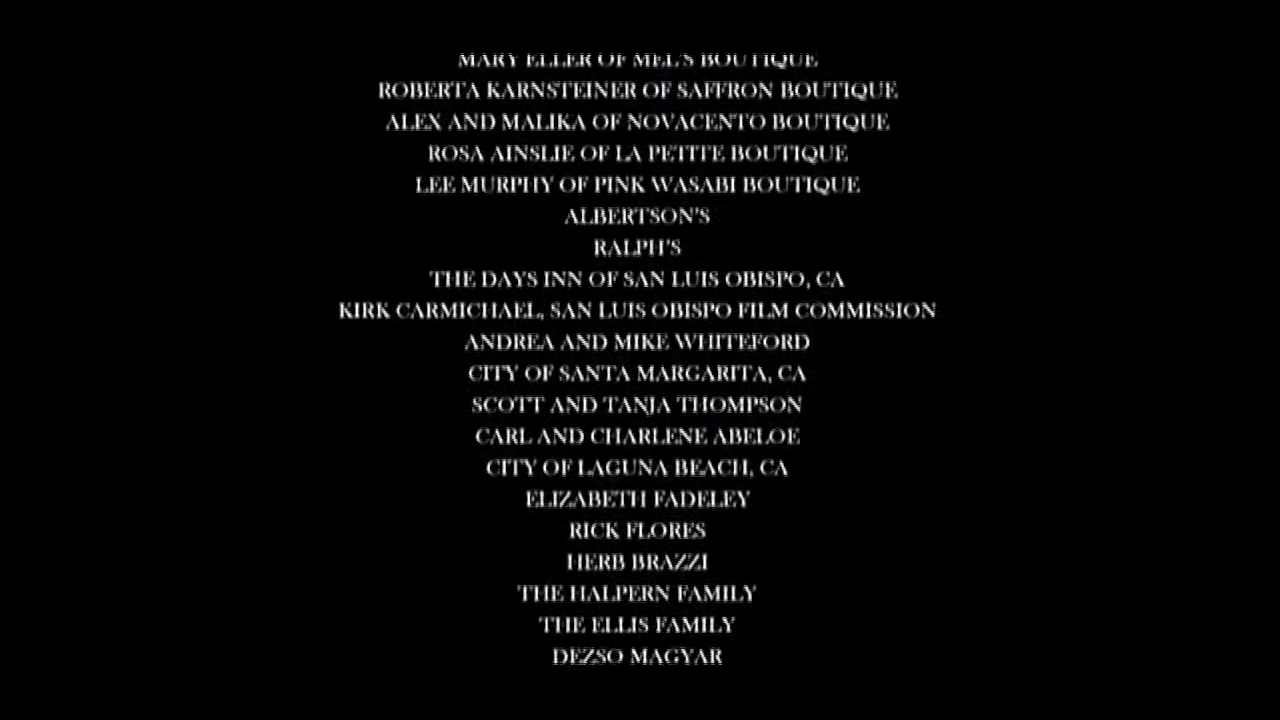 MARY ELLER OF MEL'S BOUTIQUE
ROBERTA KARNSTEINER OF SAFFRON BOUTIQUE
ALEX AND MALIKA OF NOVACENTO BOUTIQUE
ROSA AINSLIE OF LA PETITE BOUTIQUE
LEE MURPHY OF PINK WASABI BOUTIQUE
ALBERTSON'S
RALPH'S
THE DAYS INN OF SAN LUIS OBISPO, CA
KIRK CARMICHAEL, SAN LUIS OBISPO FILM COMMISSION
ANDREA AND MIKE WHITEFORD
CITY OF SANTA MARGARITA, CA
SCOTT AND TANJA THOMPSON
CARL AND CHARLENE ABELOE
CITY OF LAGUNA BEACH, CA
ELIZABETH FADELEY
RICK FLORES
HERB BRAZZI
THE HALPERN FAMILY
THE ELLIS FAMILY
DEZSO MAGYAR